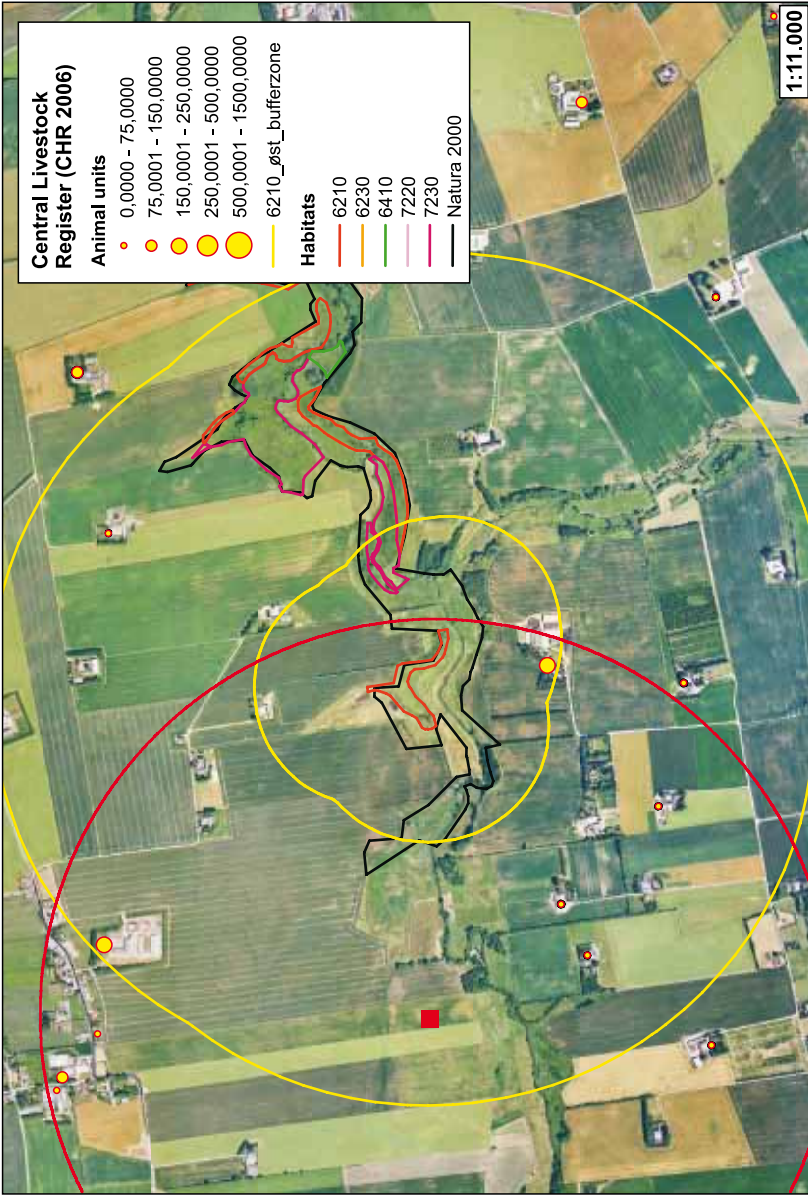 Central Livestock
Register (CHR 2006)
Animal units
0,0000 - 75,0000
75,0001 - 150,0000
150,0001 - 250,0000
250,0001 - 500,0000
500,0001 - 1500,0000
6210_øst_bufferzone
Habitats
6210
6230
6410
7220
7230
Natura 2000
1:11.000